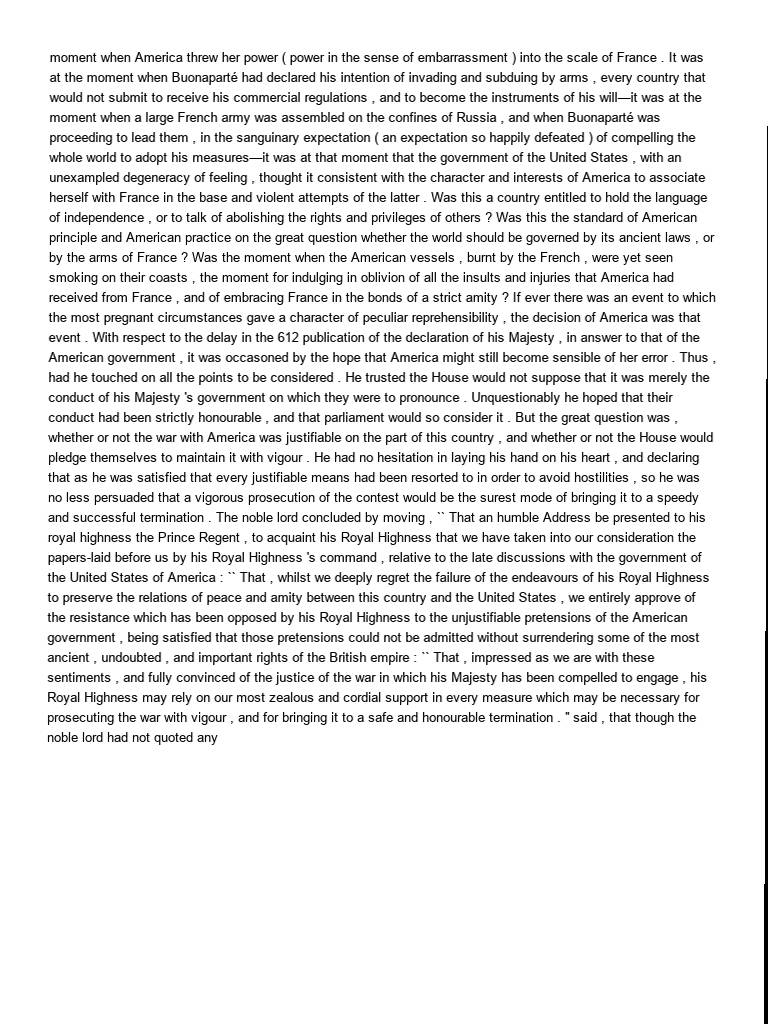 moment when America threw her power ( power in the sense of embarrassment ) into the scale of France . It was
at the moment when Buonaparté had declared his intention of invading and subduing by arms , every country that
would not submit to receive his commercial regulations , and to become the instruments of his will—it was at the
moment when a large French army was assembled on the confines of Russia , and when Buonaparté was
proceeding to lead them , in the sanguinary expectation ( an expectation so happily defeated ) of compelling the
whole world to adopt his measures—it was at that moment that the government of the United States , with an
unexampled degeneracy of feeling , thought it consistent with the character and interests of America to associate
herself with France in the base and violent attempts of the latter . Was this a country entitled to hold the language
of independence , or to talk of abolishing the rights and privileges of others ? Was this the standard of American
principle and American practice on the great question whether the world should be governed by its ancient laws , or
by the arms of France ? Was the moment when the American vessels , burnt by the French , were yet seen
smoking on their coasts , the moment for indulging in oblivion of all the insults and injuries that America had
received from France , and of embracing France in the bonds of a strict amity ? If ever there was an event to which
the most pregnant circumstances gave a character of peculiar reprehensibility , the decision of America was that
event . With respect to the delay in the 612 publication of the declaration of his Majesty , in answer to that of the
American government , it was occasoned by the hope that America might still become sensible of her error . Thus ,
had he touched on all the points to be considered . He trusted the House would not suppose that it was merely the
conduct of his Majesty 's government on which they were to pronounce . Unquestionably he hoped that their
conduct had been strictly honourable , and that parliament would so consider it . But the great question was ,
whether or not the war with America was justifiable on the part of this country , and whether or not the House would
pledge themselves to maintain it with vigour . He had no hesitation in laying his hand on his heart , and declaring
that as he was satisfied that every justifiable means had been resorted to in order to avoid hostilities , so he was
no less persuaded that a vigorous prosecution of the contest would be the surest mode of bringing it to a speedy
and successful termination . The noble lord concluded by moving , `` That an humble Address be presented to his
royal highness the Prince Regent , to acquaint his Royal Highness that we have taken into our consideration the
papers-laid before us by his Royal Highness 's command , relative to the late discussions with the government of
the United States of America : `` That , whilst we deeply regret the failure of the endeavours of his Royal Highness
to preserve the relations of peace and amity between this country and the United States , we entirely approve of
the resistance which has been opposed by his Royal Highness to the unjustifiable pretensions of the American
government , being satisfied that those pretensions could not be admitted without surrendering some of the most
ancient , undoubted , and important rights of the British empire : `` That , impressed as we are with these
sentiments , and fully convinced of the justice of the war in which his Majesty has been compelled to engage , his
Royal Highness may rely on our most zealous and cordial support in every measure which may be necessary for
prosecuting the war with vigour , and for bringing it to a safe and honourable termination . " said , that though the
noble lord had not quoted any